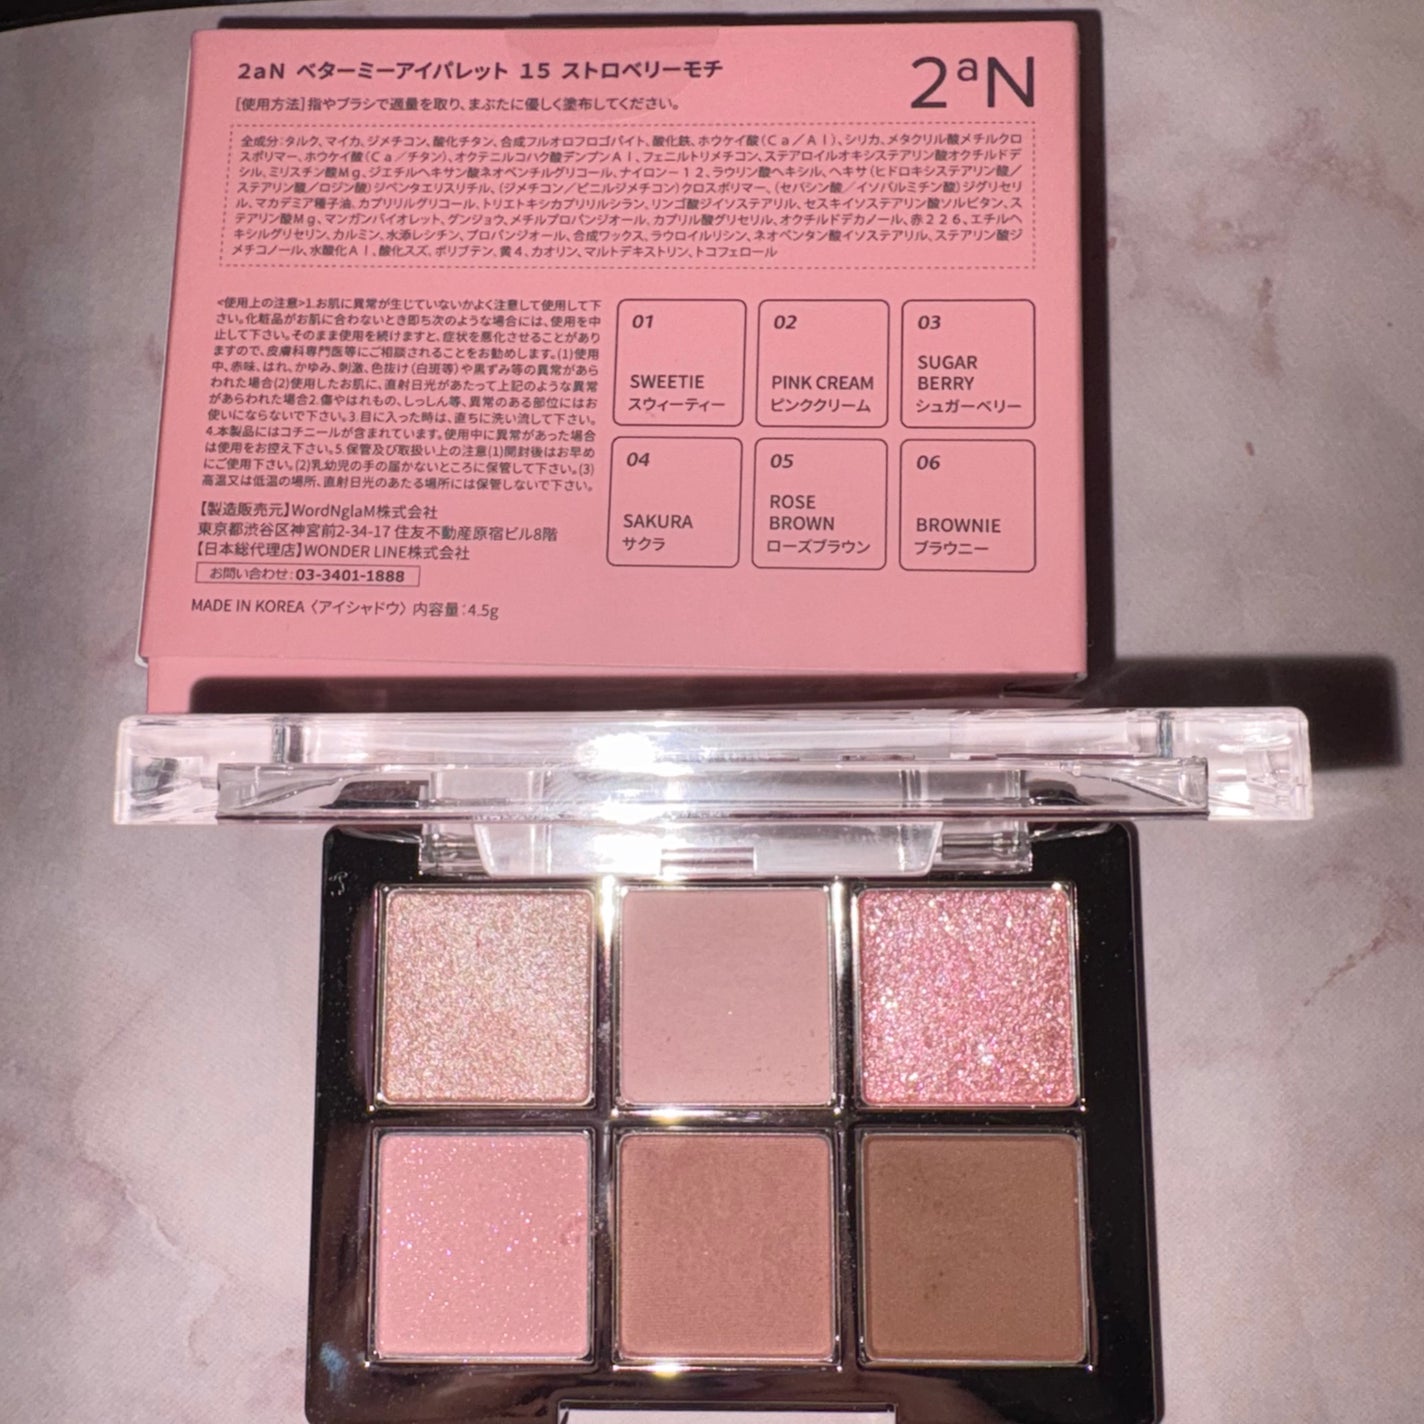 2aN ベターミーアイパレット 15 ストロベリーモチ
2aN
[使用方法]指やブラシで適量を取り、まぶたに優しく塗布してください。
全成分:タルク、マイカ、ジメチコン、酸化チタン、合成フルオロフロゴパイト、酸化鉄、ホウケイ酸(Ca/Al)、シリカ、メタクリル酸メチルクロ
スポリマー、ホウケイ酸(Ca/チタン)、オクテニルコハク酸デンプンAl、フェニルトリメチコン、ステアロイルオキシステアリン酸オクチルドデ
シル、ミリスチン酸Mg、ジエチルヘキサン酸ネオペンチルグリコール、ナイロン-12、ラウリン酸ヘキシル、ヘキサ(ヒドロキシステアリン酸/
ステアリン酸/ロジン酸)ジペンタエリスリチル、(ジメチコン/ビニルジメチコン)クロスポリマー、(セバシン酸/イソパルミチン酸)ジグリセリ
ル、マカデミア種子油、カプリリルグリコール、トリエトキシカプリリルシラン、リンゴ酸ジイソステアリル、セスキイソステアリン酸ソルビタン、ス
テアリン酸Mg、マンガンバイオレット、グンジョウ、メチルプロパンジオール、カプリル酸グリセリル、オクチルドデカノール、赤226、エチルヘ
キシルグリセリン、カルミン、水添レシチン、プロパンジオール、合成ワックス、ラウロイルリシン、ネオペンタン酸イソステアリル、ステアリン酸ジ
メチコノール、水酸化Al、酸化スズ、ポリブテン、黄4、カオリン、マルトデキストリン、トコフェロール
<使用上の注意>1.お肌に異常が生じていないかよく注意して使用して下
さい。化粧品がお肌に合わないとき即ち次のような場合には、使用を中
止して下さい。そのまま使用を続けますと、症状を悪化させることがあり
ますので、皮膚科専門医等にご相談されることをお勧めします。(1)使用
中、赤味、はれ、かゆみ、刺激、色抜け(白斑等)や黒ずみ等の異常があら
われた場合(2)使用したお肌に、直射日光があたって上記のような異常
があらわれた場合2.傷やはれもの、しっしん等、異常のある部位にはお
使いにならないで下さい。3.目に入った時は、直ちに洗い流して下さい。
4.本製品にはコチニールが含まれています。使用中に異常があった場合
は使用をお控え下さい。5.保管及び取扱い上の注意(1)開封後はお早め
にご使用下さい。(2)乳幼児の手の届かないところに保管して下さい。(3)
高温又は低温の場所、直射日光のあたる場所には保管しないで下さい。
【製造販売元】WordNglaM株式会社
東京都渋谷区神宮前2-34-17 住友不動産原宿ビル8階
【日本総代理店】WONDER LINE株式会社
お問い合わせ:03-3401-1888
MADE IN KOREA 〈アイシャドウ〉 内容量:4.5g
01
SWEETIE
スウィーティー
02
PINK CREAM
ピンククリーム
03
SUGAR
BERRY
シュガーベリー
04
SAKURA
サクラ
05
ROSE
BROWN
ローズブラウン
06
BROWNIE
ブラウニー